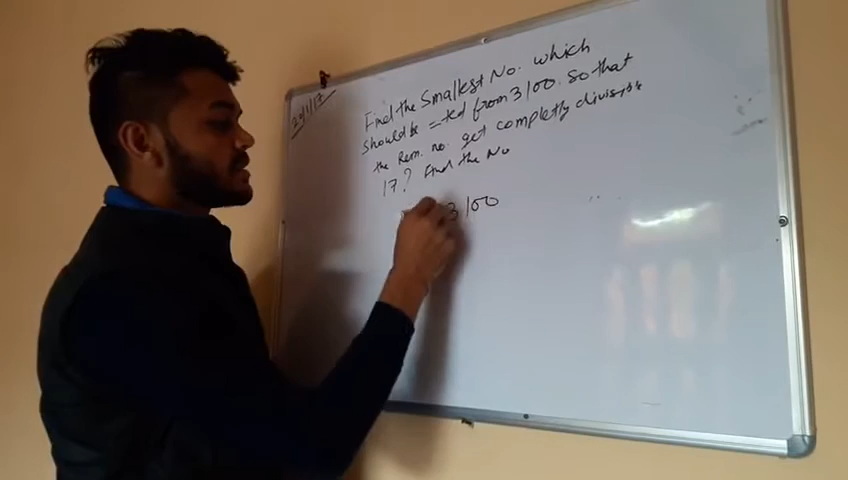 20/1/17
Find the Smallest No. which
should be =ted from 3100. so that
the Rem. no. get completly divisible
17? Find the No
3100